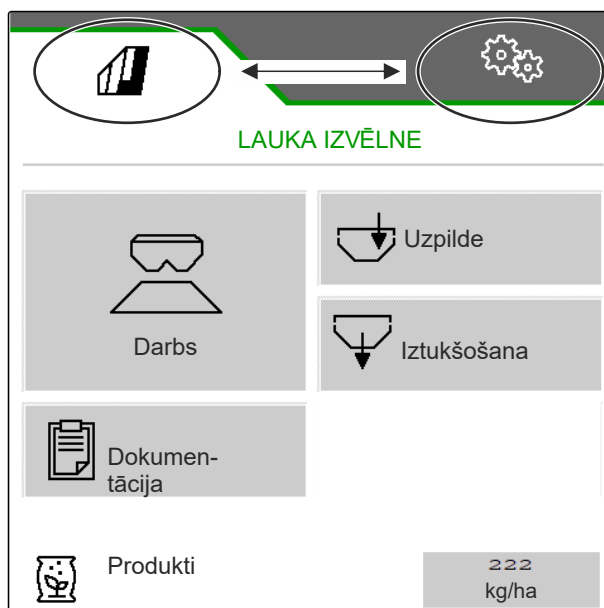 LAUKA IZVĒLNE
Darbs
Uzpilde
Iztukšošana
Dokumen-
tācija
Produkti
222
kg/ha